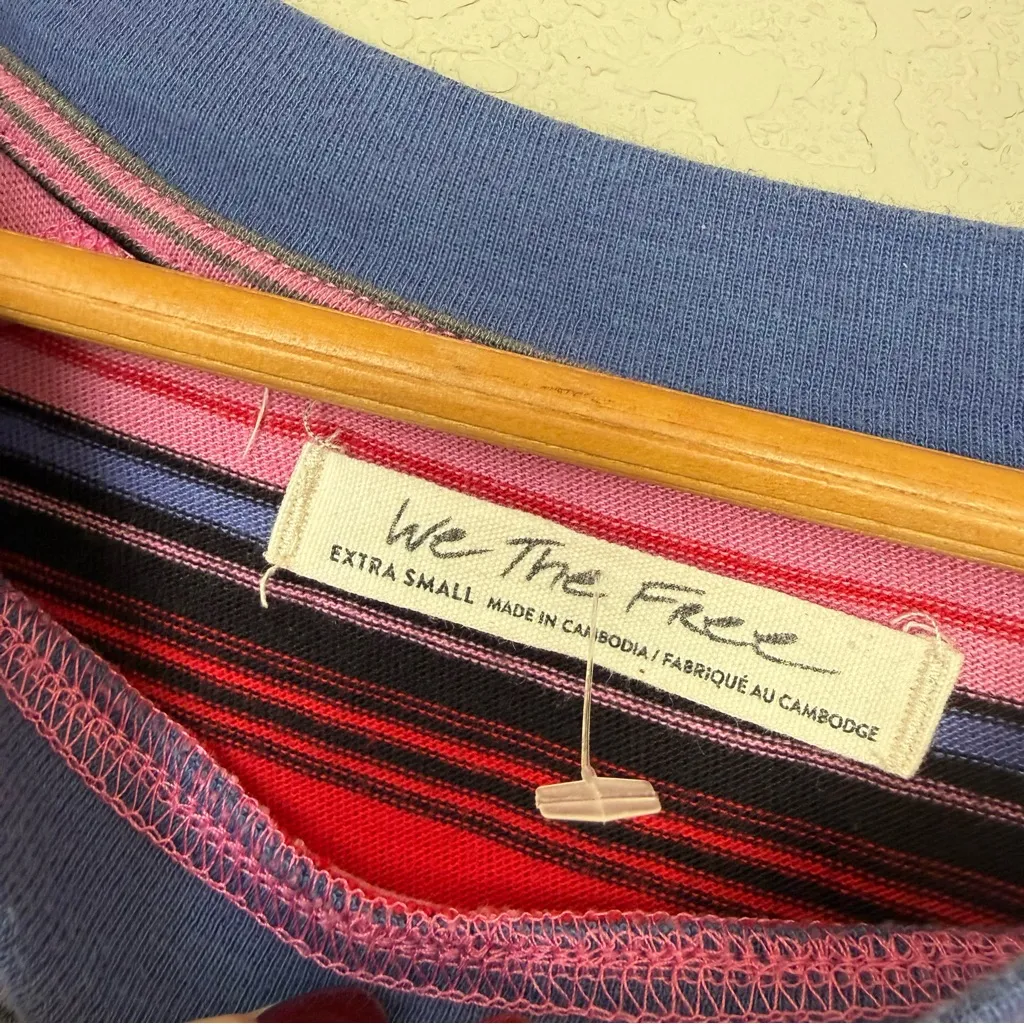 We The Free
EXTRA SMALL MADE IN CAMBODIA / FABRIQUÉ AU CAMBODGE